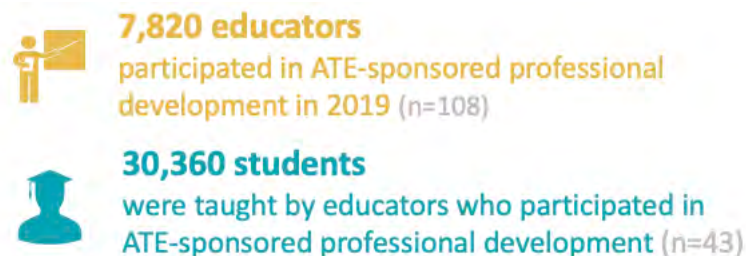 7,820 educators
participated in ATE-sponsored professional
development in 2019 (n=108)
30,360 students
were taught by educators who participated in
ATE-sponsored professional development (n=43)